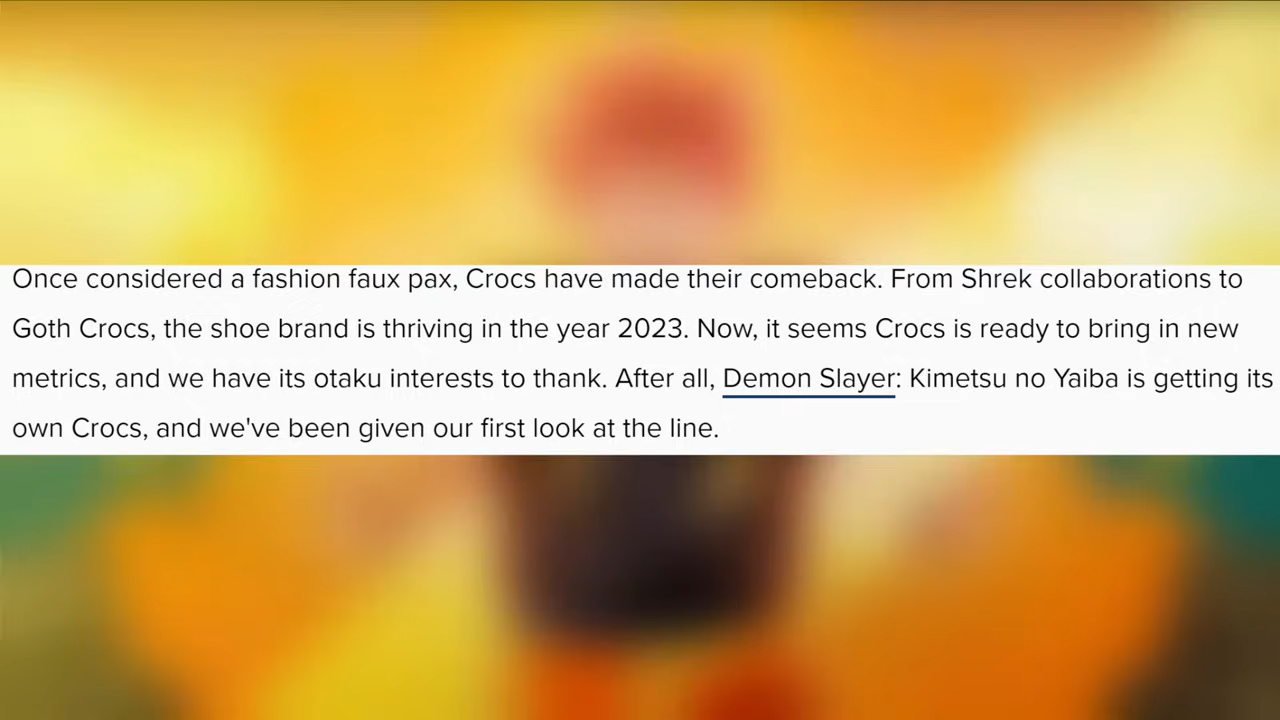 Once considered a fashion faux pax, Crocs have made their comeback. From Shrek collaborations to
Goth Crocs, the shoe brand is thriving in the year 2023. Now, it seems Crocs is ready to bring in new
metrics, and we have its otaku interests to thank. After all, Demon Slayer: Kimetsu no Yaiba is getting its
own Crocs, and we've been given our first look at the line.